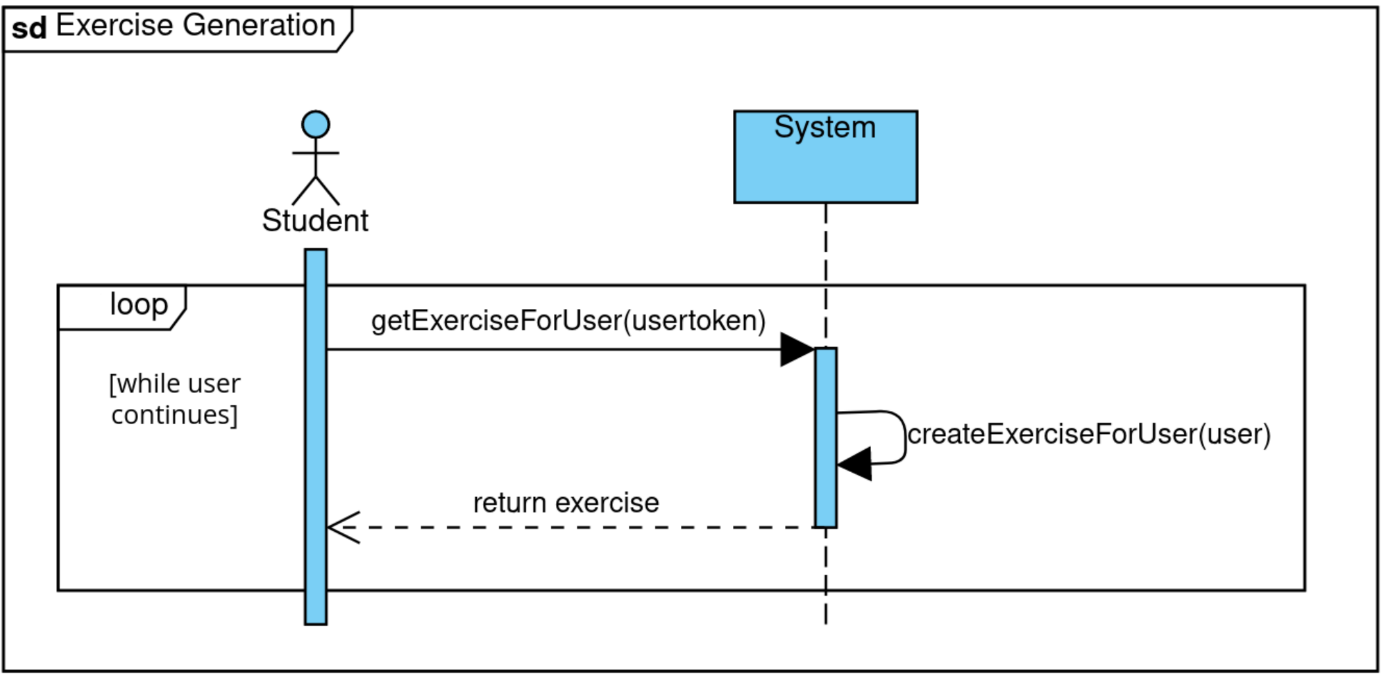 sd Exercise Generation
System
Student
loop
getExerciseForUser(usertoken)
[while user
continues]
createExerciseForUser(user)
return exercise